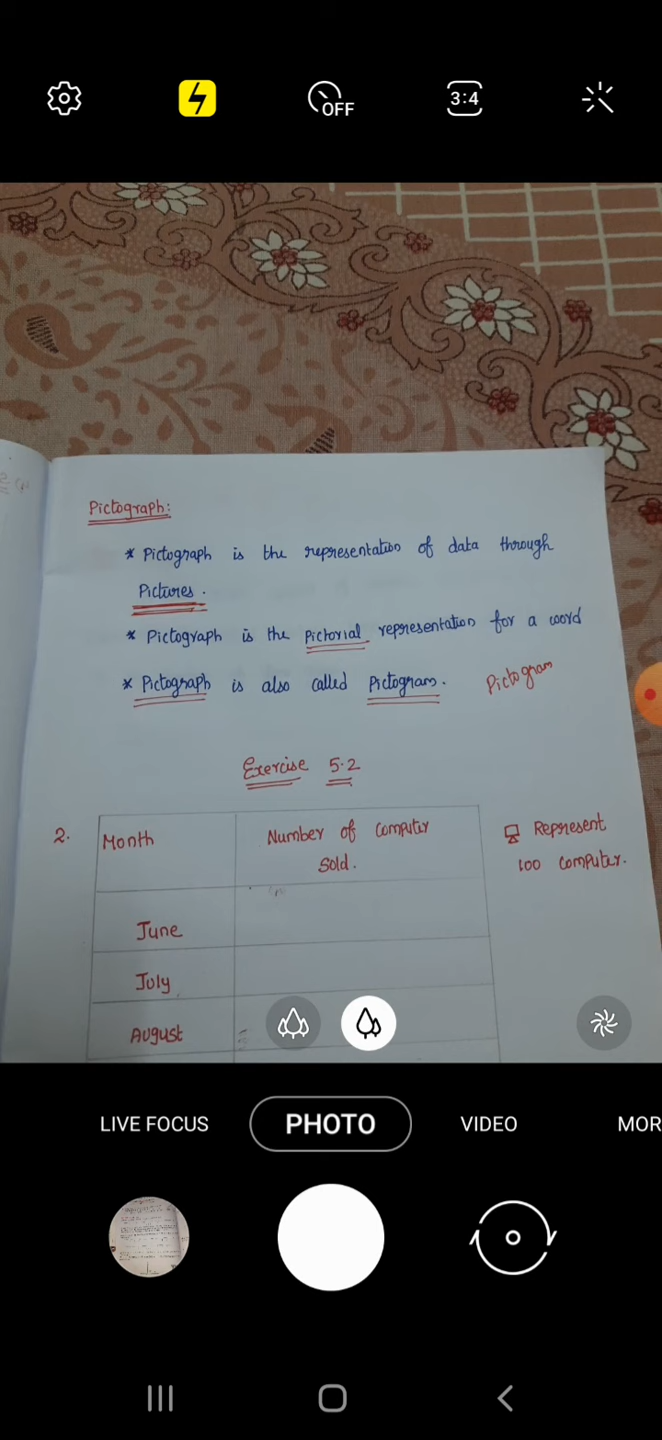 OFF
3:4
Pictograph:
* Pictograph is the representation of data through
Pictures.
* Pictograph is the pictorial representation for a word
* Pictograph is also called Pictogram. Pictogram
Exercise 5.2
2. Month Number of computer Represent
Sold. 100 computer.
June
July
August
LIVE FOCUS PHOTO VIDEO MOR